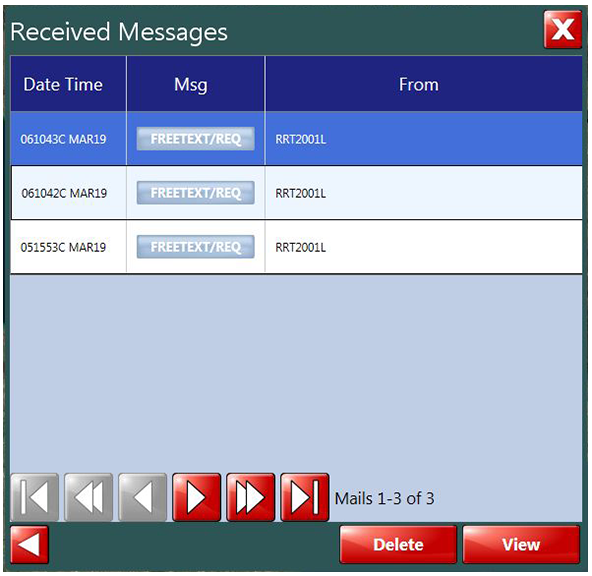 Received Messages
Date Time Msg From
061043C MAR19 FREETEXT/REQ RRT2001L
061042C MAR19 FREETEXT/REQ RRT2001L
051553C MAR19 FREETEXT/REQ RRT2001L
Mails 1-3 of 3
Delete View